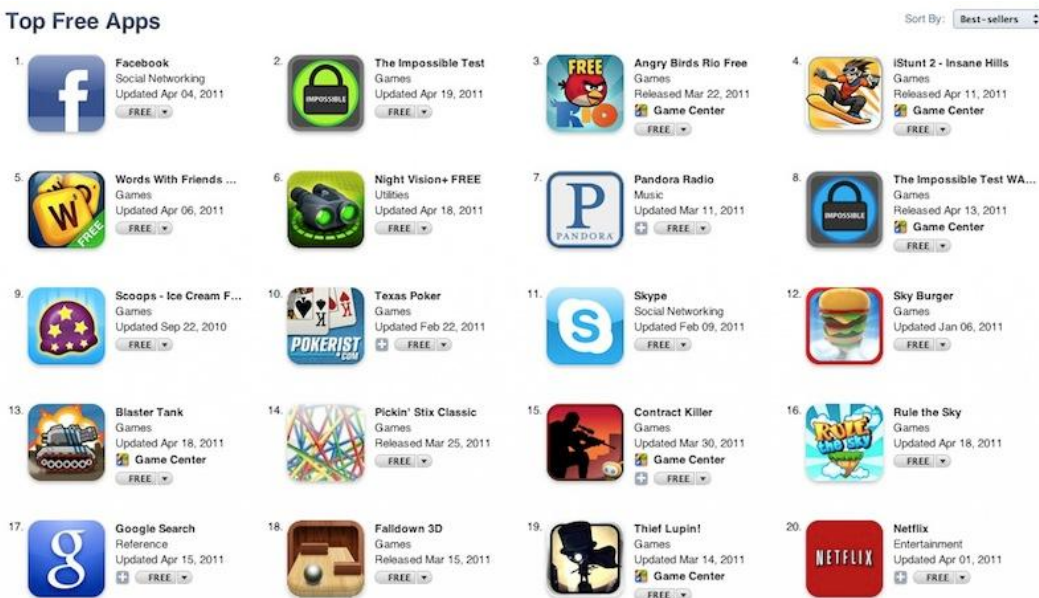 Top Free Apps
Sort By: Best-sellers
1. Facebook
Social Networking
Updated Apr 04, 2011
FREE
2. The Impossible Test
Games
Updated Apr 19, 2011
FREE
IMPOSSIBLE
3. Angry Birds Rio Free
Games
Released Mar 22, 2011
Game Center
FREE
FREE
RIO
4. iStunt 2 - Insane Hills
Games
Released Apr 11, 2011
Game Center
FREE
5. Words With Friends ...
Games
Updated Apr 06, 2011
FREE
W
FREE
6. Night Vision+ FREE
Utilities
Updated Apr 18, 2011
FREE
7. Pandora Radio
Music
Updated Mar 11, 2011
FREE
P
PANDORA
8. The Impossible Test WA...
Games
Released Apr 13, 2011
Game Center
FREE
IMPOSSIBLE
9. Scoops - Ice Cream F...
Games
Updated Sep 22, 2010
FREE
10. Texas Poker
Games
Updated Feb 22, 2011
FREE
K K
POKERIST
.COM
11. Skype
Social Networking
Updated Feb 09, 2011
FREE
S
12. Sky Burger
Games
Updated Jan 06, 2011
FREE
13. Blaster Tank
Games
Updated Apr 18, 2011
Game Center
FREE
14. Pickin' Stix Classic
Games
Released Mar 25, 2011
FREE
15. Contract Killer
Games
Updated Mar 30, 2011
Game Center
FREE
16. Rule the Sky
Games
Updated Apr 18, 2011
FREE
RULE
the SKY
17. Google Search
Reference
Updated Apr 15, 2011
FREE
g
18. Falldown 3D
Games
Released Mar 15, 2011
FREE
19. Thief Lupin!
Games
Updated Mar 14, 2011
Game Center
FREE
20. Netflix
Entertainment
Updated Apr 01, 2011
FREE
NETFLIX